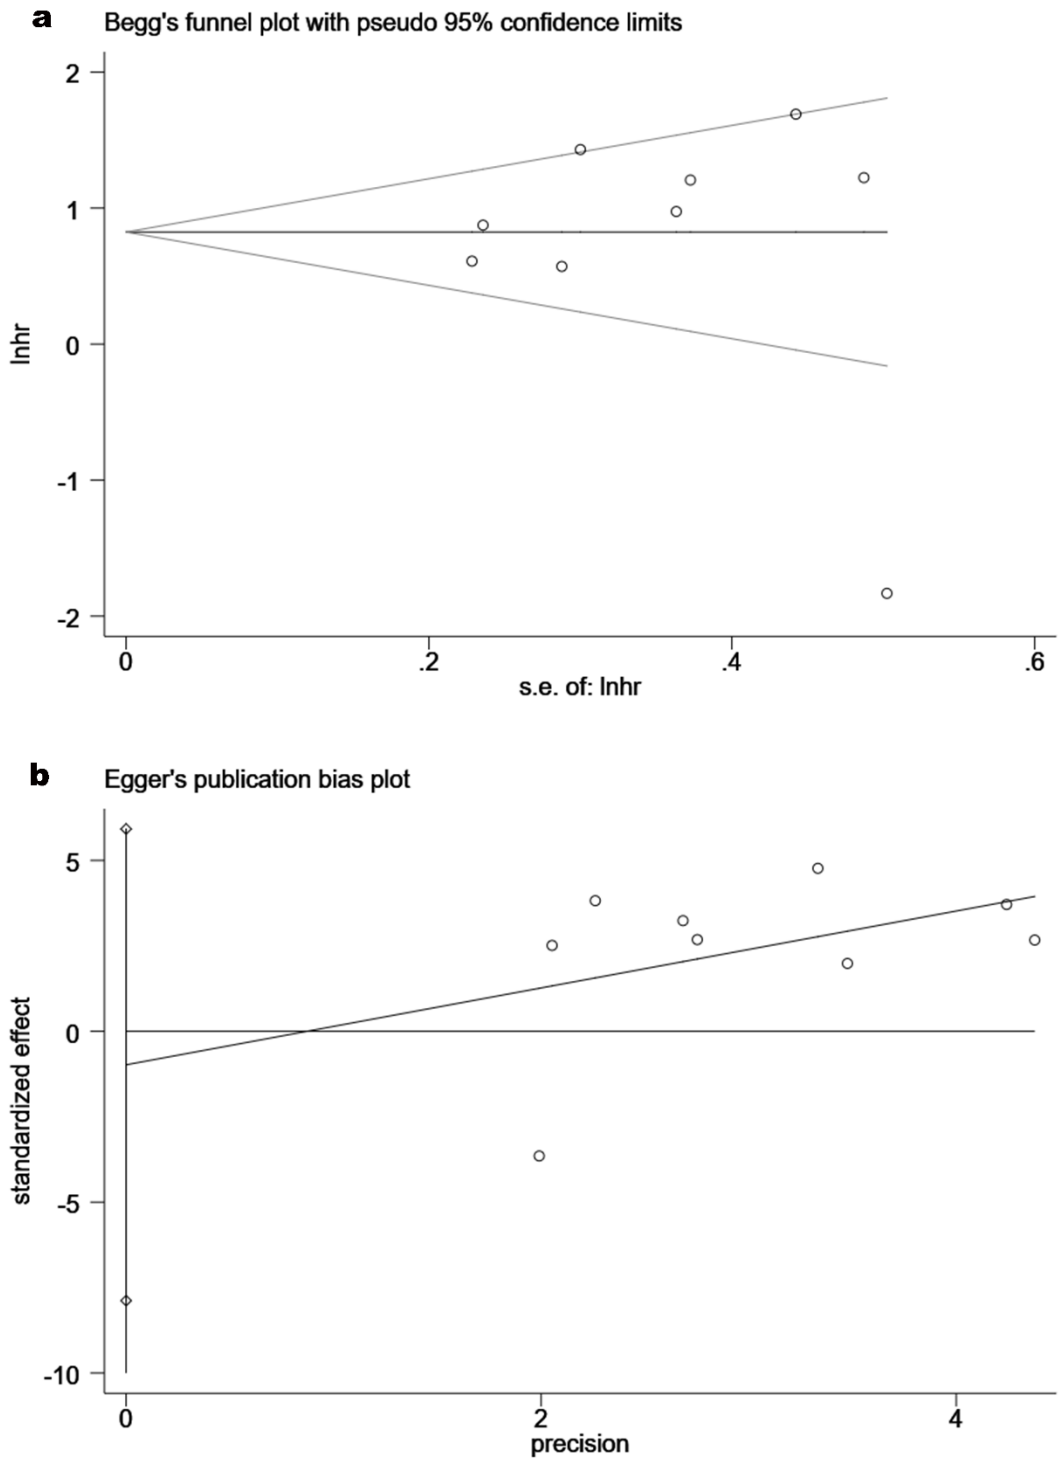 a
Begg's funnel plot with pseudo 95% confidence limits
2
1
0
-1
-2
lnhr
0 .2 .4 .6
s.e. of: lnhr
b
Egger's publication bias plot
5
0
-5
-10
standardized effect
0 2 4
precision